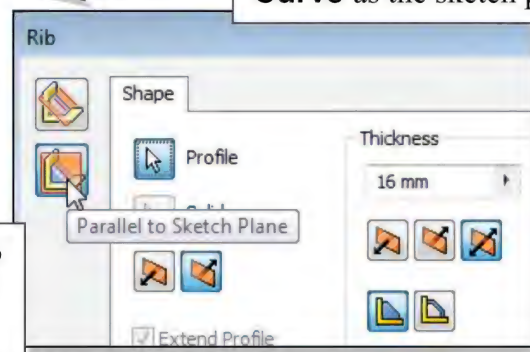 Curve as the sketch p
Rib
Shape
Profile
Thickness
16 mm
Parallel to Sketch Plane
Extend Profile